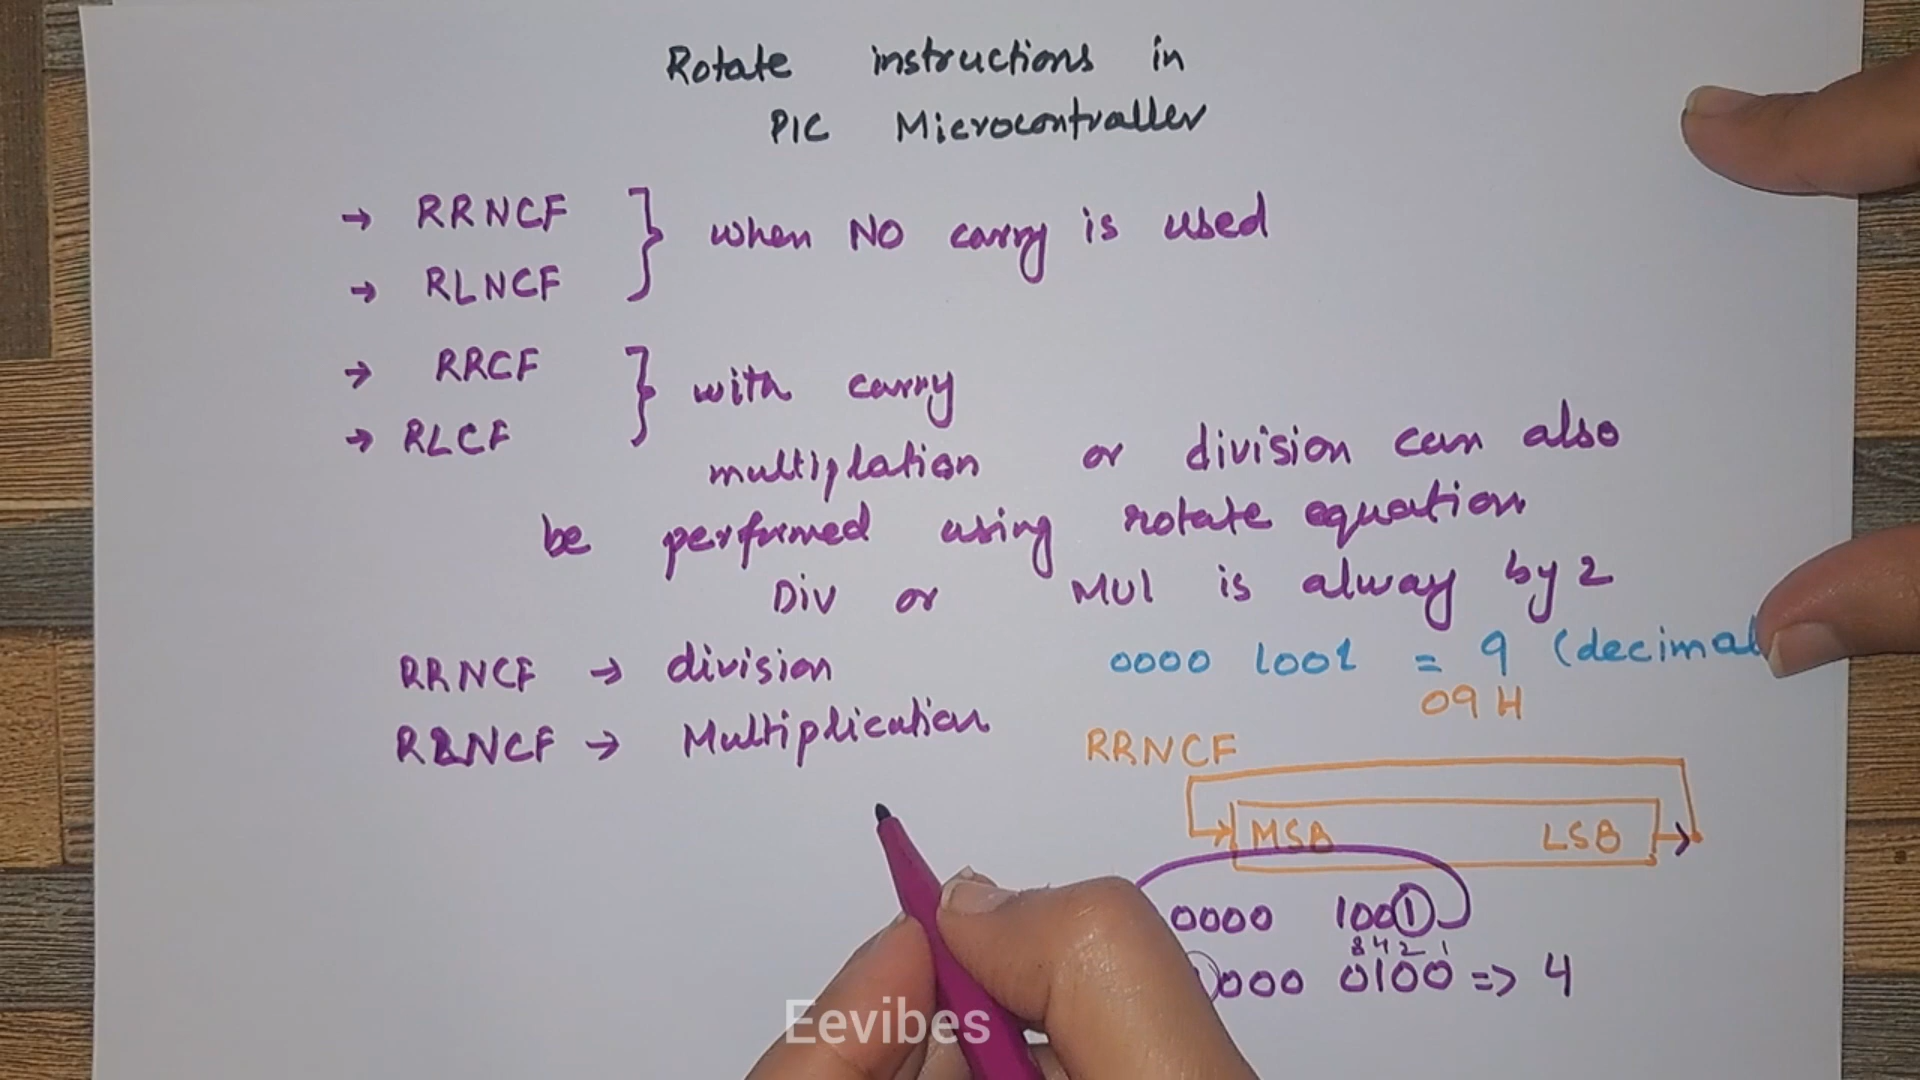 Rotate instructions in
PIC Microcontraller
→ RRNCF
→ RLNCF
} when NO carry is used
→ RRCF
→ RLCF
} with carry
multiplation or division can also
be performed using rotate equation
Div or MUl is alway by 2
RRNCF → division
RLNCF → Multiplication
0000 1001 = 9 (decimal
09 H
RRNCF
MSB LSB
0000 1001
8 4 2 1
000 0100 => 4
Eevibes